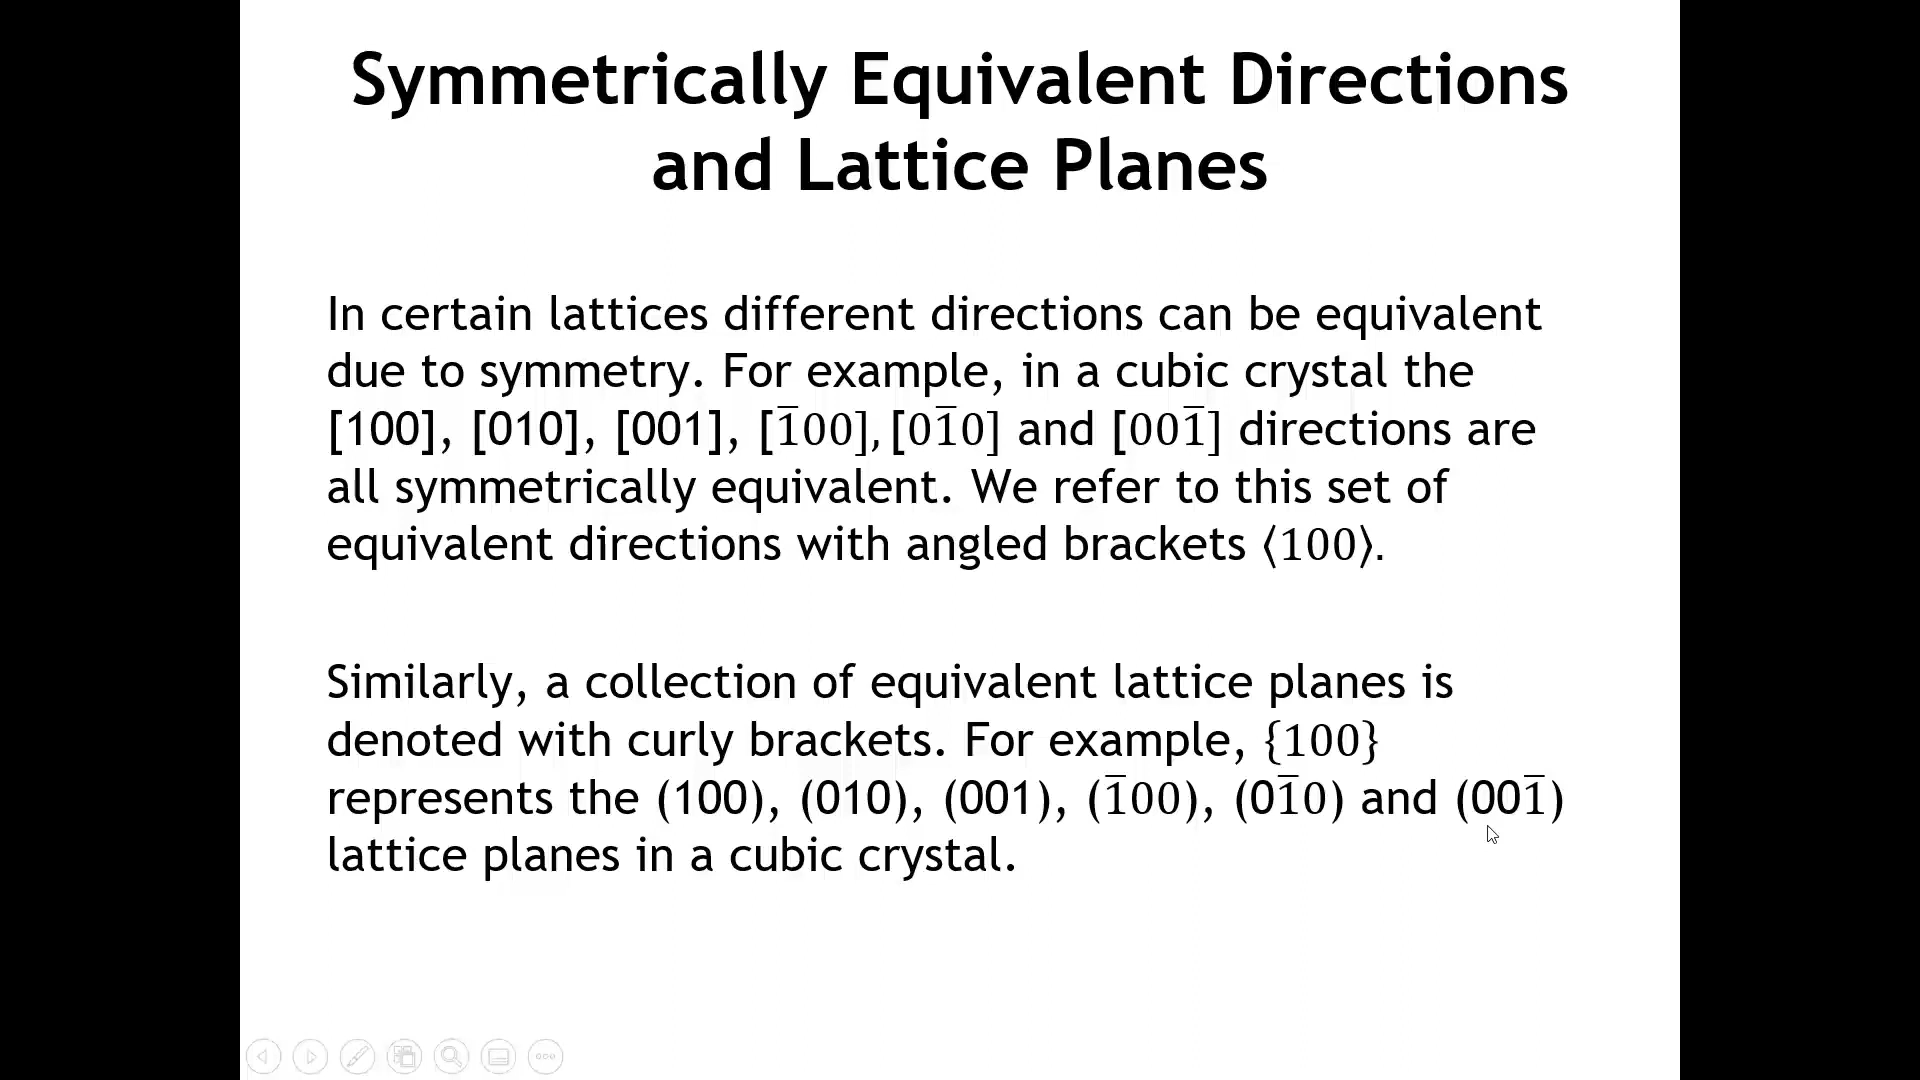 Symmetrically Equivalent Directions
and Lattice Planes
In certain lattices different directions can be equivalent
due to symmetry. For example, in a cubic crystal the
[100], [010], [001], [1̅00], [01̅0] and [001̅] directions are
all symmetrically equivalent. We refer to this set of
equivalent directions with angled brackets ⟨100⟩.
Similarly, a collection of equivalent lattice planes is
denoted with curly brackets. For example, {100}
represents the (100), (010), (001), (1̅00), (01̅0) and (001̅)
lattice planes in a cubic crystal.